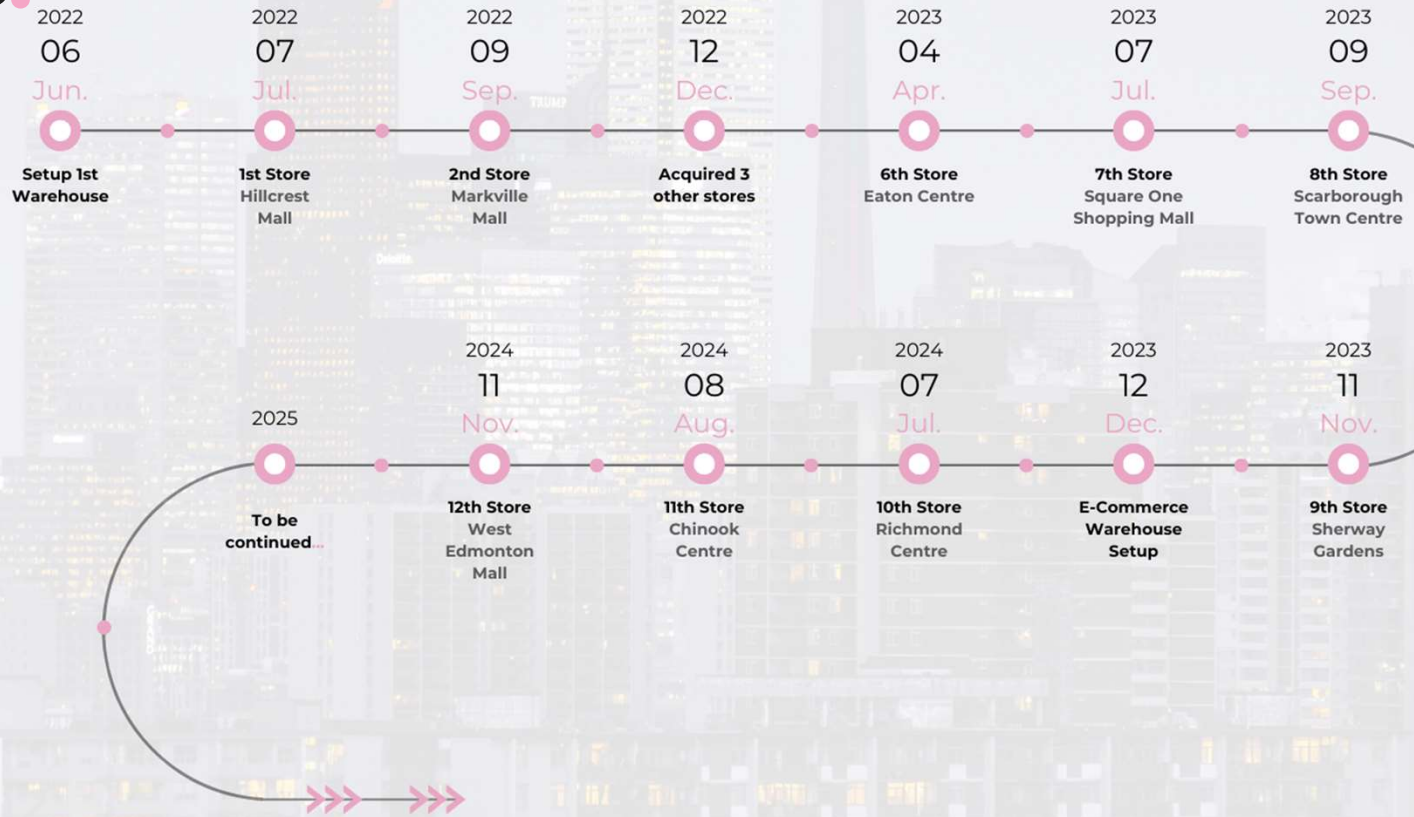 2022
06
Jun.
Setup 1st
Warehouse
2022
07
Jul.
1st Store
Hillcrest
Mall
2022
09
Sep.
2nd Store
Markville
Mall
2022
12
Dec.
Acquired 3
other stores
2023
04
Apr.
6th Store
Eaton Centre
2023
07
Jul.
7th Store
Square One
Shopping Mall
2023
09
Sep.
8th Store
Scarborough
Town Centre
TRUMP
Deloitte
2023
11
Nov.
9th Store
Sherway
Gardens
2023
12
Dec.
E-Commerce
Warehouse
Setup
2024
07
Jul.
10th Store
Richmond
Centre
2024
08
Aug.
11th Store
Chinook
Centre
2024
11
Nov.
12th Store
West
Edmonton
Mall
2025
To be
continued...